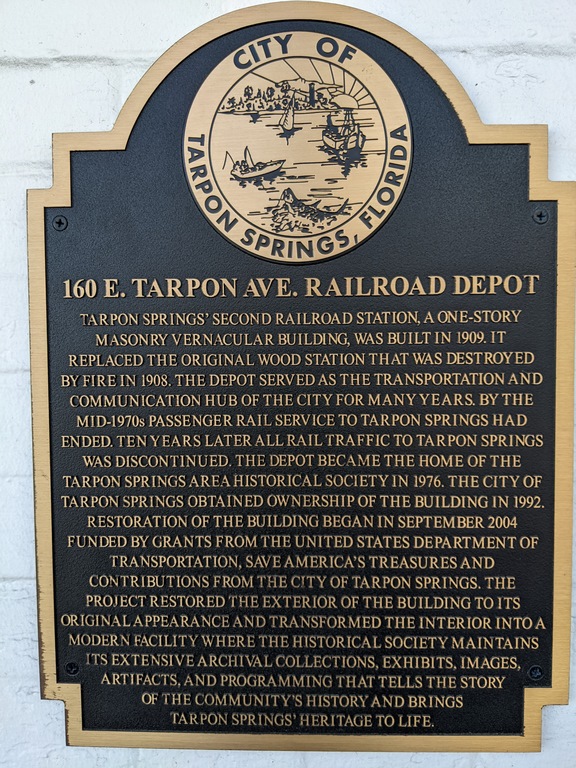 CITY OF
TARPON SPRINGS, FLORIDA
160 E. TARPON AVE. RAILROAD DEPOT
TARPON SPRINGS' SECOND RAILROAD STATION, A ONE-STORY
MASONRY VERNACULAR BUILDING, WAS BUILT IN 1909. IT
REPLACED THE ORIGINAL WOOD STATION THAT WAS DESTROYED
BY FIRE IN 1908. THE DEPOT SERVED AS THE TRANSPORTATION AND
COMMUNICATION HUB OF THE CITY FOR MANY YEARS. BY THE
MID-1970s PASSENGER RAIL SERVICE TO TARPON SPRINGS HAD
ENDED. TEN YEARS LATER ALL RAIL TRAFFIC TO TARPON SPRINGS
WAS DISCONTINUED. THE DEPOT BECAME THE HOME OF THE
TARPON SPRINGS AREA HISTORICAL SOCIETY IN 1976. THE CITY OF
TARPON SPRINGS OBTAINED OWNERSHIP OF THE BUILDING IN 1992.
RESTORATION OF THE BUILDING BEGAN IN SEPTEMBER 2004
FUNDED BY GRANTS FROM THE UNITED STATES DEPARTMENT OF
TRANSPORTATION, SAVE AMERICA'S TREASURES AND
CONTRIBUTIONS FROM THE CITY OF TARPON SPRINGS. THE
PROJECT RESTORED THE EXTERIOR OF THE BUILDING TO ITS
ORIGINAL APPEARANCE AND TRANSFORMED THE INTERIOR INTO A
MODERN FACILITY WHERE THE HISTORICAL SOCIETY MAINTAINS
ITS EXTENSIVE ARCHIVAL COLLECTIONS, EXHIBITS, IMAGES,
ARTIFACTS, AND PROGRAMMING THAT TELLS THE STORY
OF THE COMMUNITY'S HISTORY AND BRINGS
TARPON SPRINGS' HERITAGE TO LIFE.